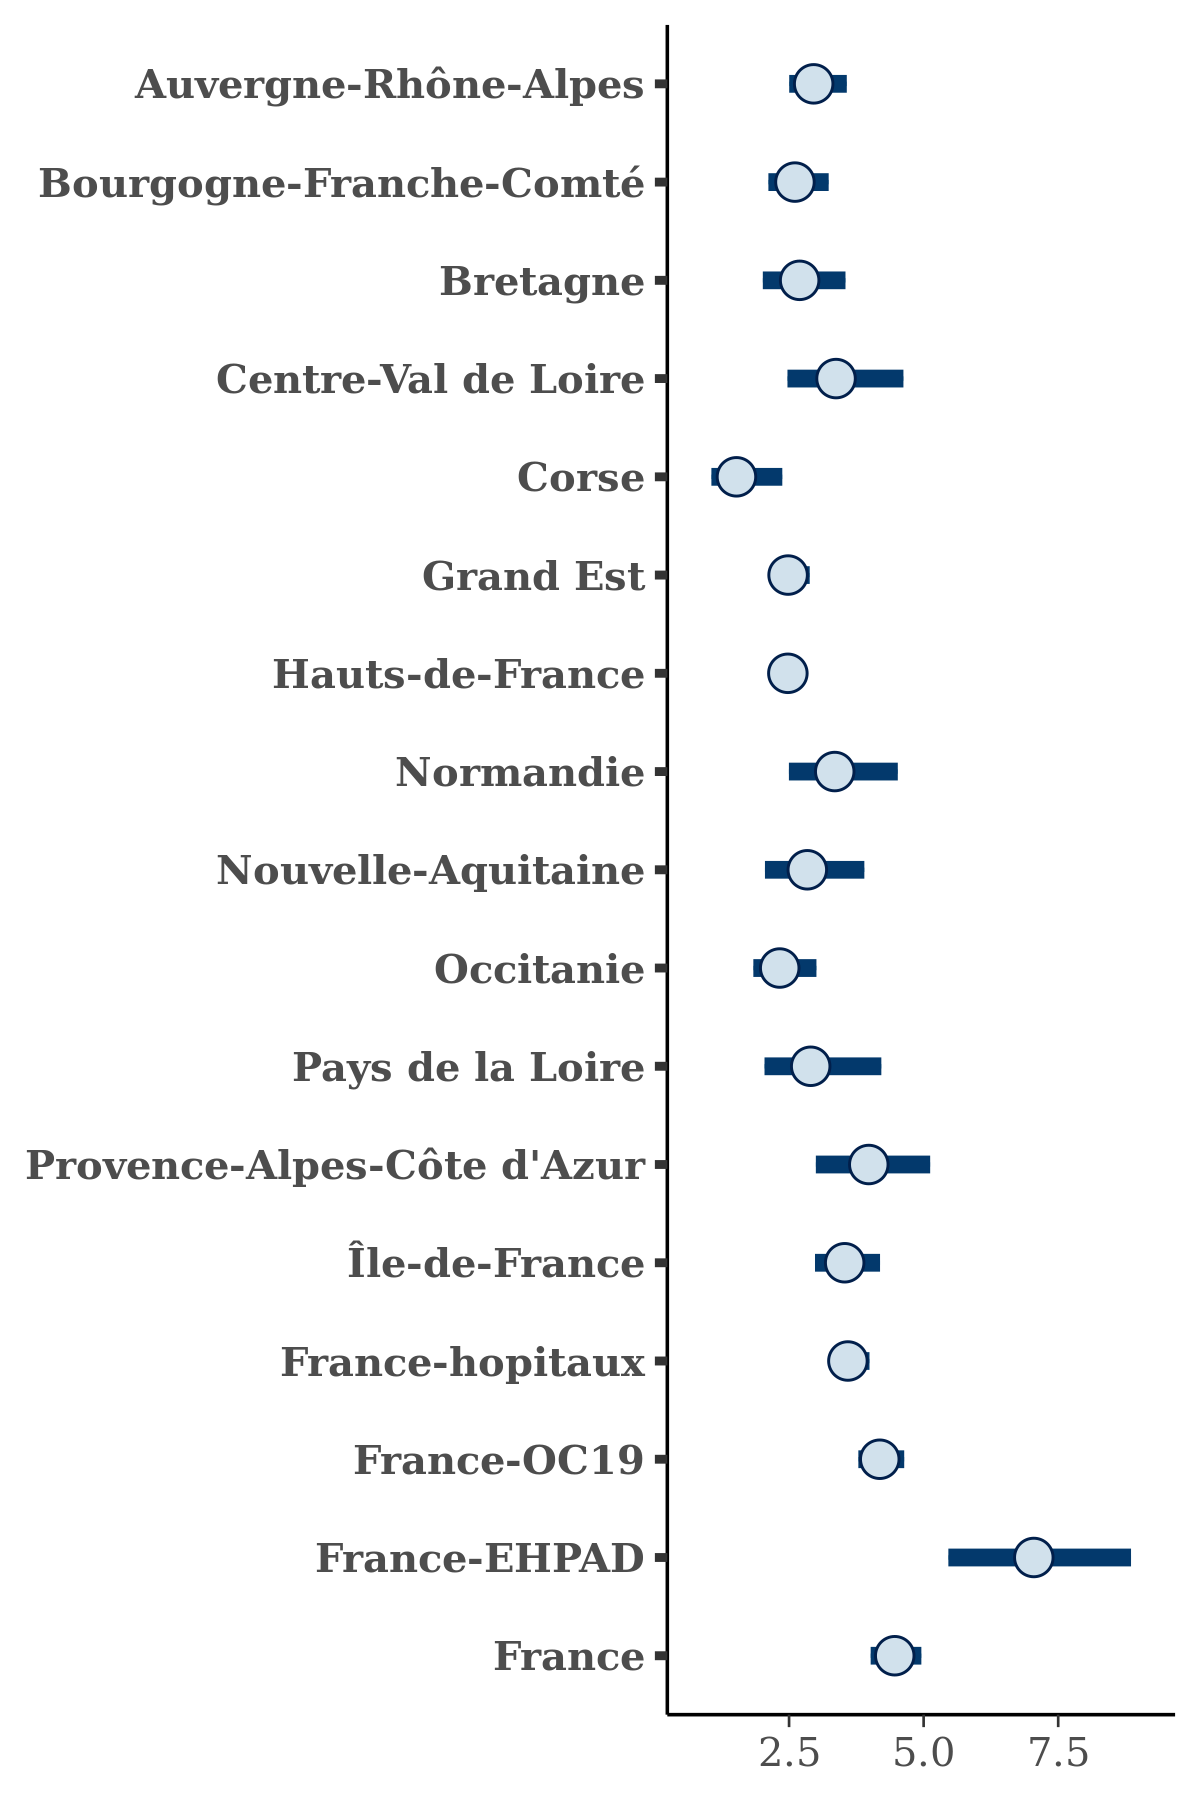 Auvergne-Rhône-Alpes
Bourgogne-Franche-Comté
Bretagne
Centre-Val de Loire
Corse
Grand Est
Hauts-de-France
Normandie
Nouvelle-Aquitaine
Occitanie
Pays de la Loire
Provence-Alpes-Côte d'Azur
Île-de-France
France-hopitaux
France-OC19
France-EHPAD
France
2.5 5.0 7.5